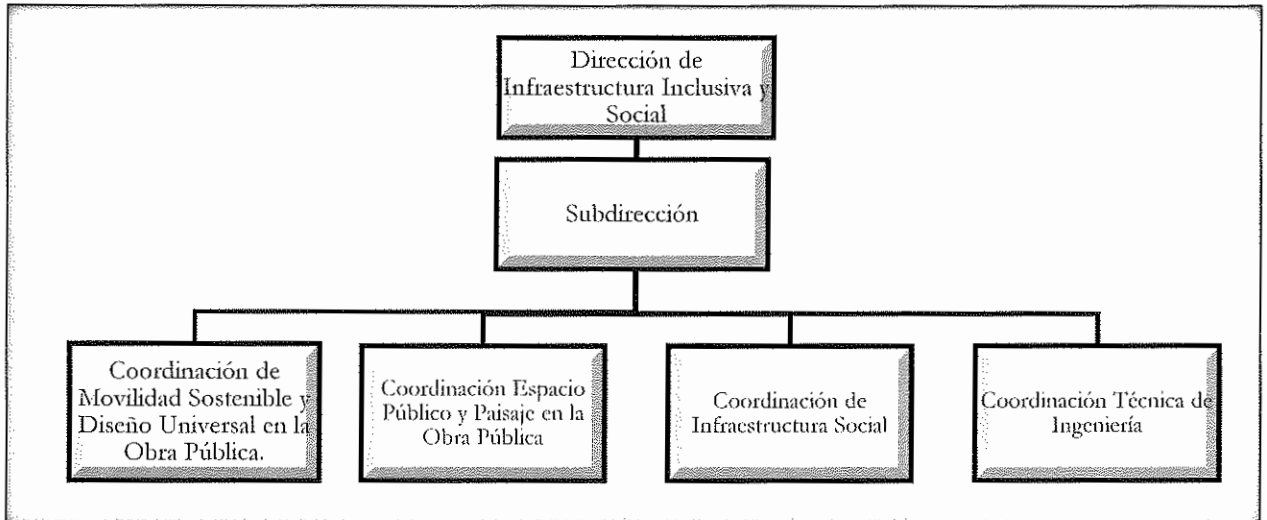 Dirección de
Infraestructura Inclusiva y
Social
Subdirección
Coordinación de
Movilidad Sostenible y
Diseño Universal en la
Obra Pública.
Coordinación Espacio
Público y Paisaje en la
Obra Pública
Coordinación de
Infraestructura Social
Coordinación Técnica de
Ingeniería